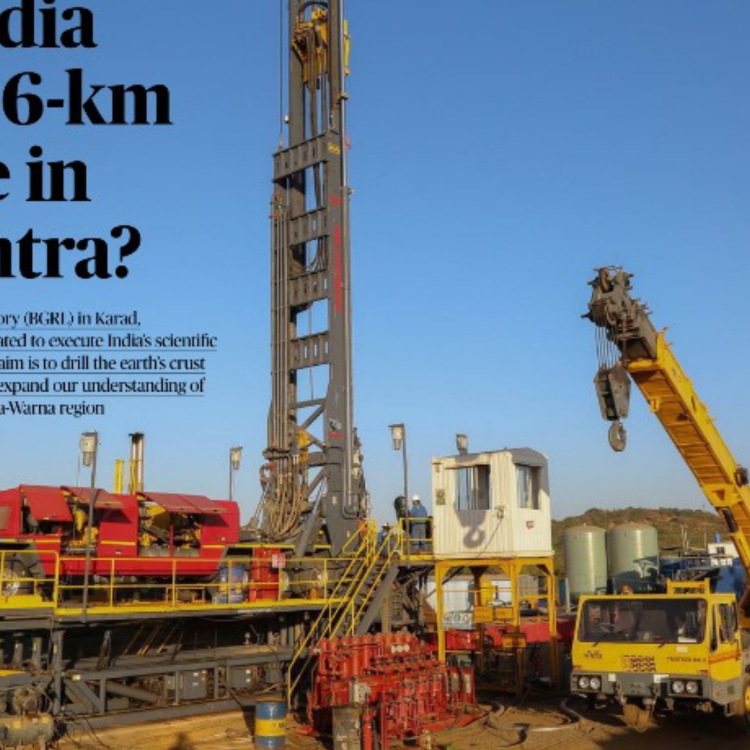 dia
6-km
e in
ntra?
ory (BGRL) in Karad,
ated to execute India's scientific
aim is to drill the earth's crust
expand our understanding of
a-Warna region